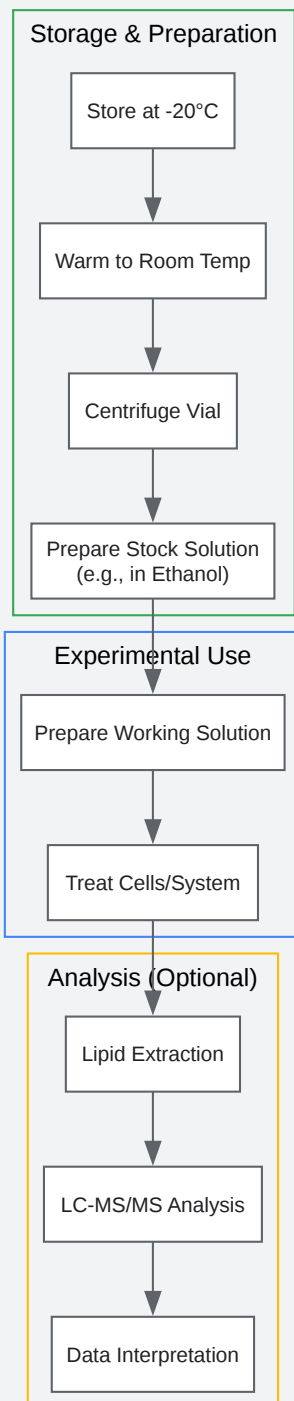 Storage & Preparation
Store at -20°C
Warm to Room Temp
Centrifuge Vial
Prepare Stock Solution
(e.g., in Ethanol)
Experimental Use
Prepare Working Solution
Treat Cells/System
Analysis (Optional)
Lipid Extraction
LC-MS/MS Analysis
Data Interpretation